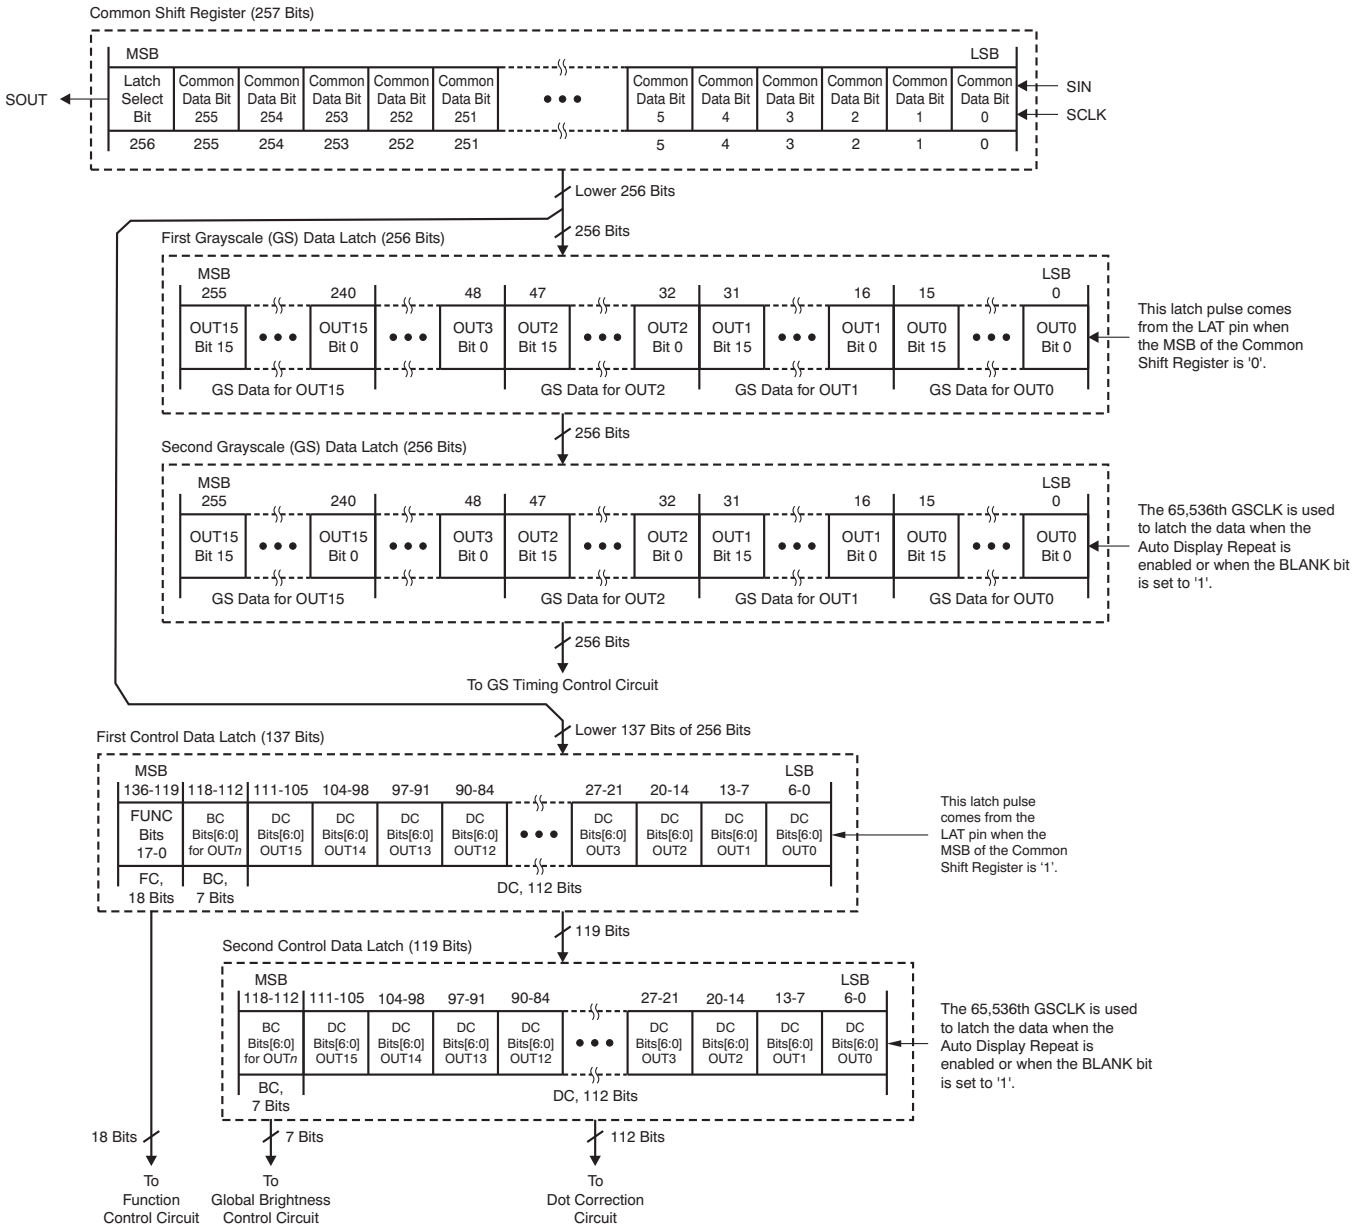 Common Shift Register (257 Bits)
MSB LSB
Latch Select Bit
Common Data Bit 255
Common Data Bit 254
Common Data Bit 253
Common Data Bit 252
Common Data Bit 251
Common Data Bit 5
Common Data Bit 4
Common Data Bit 3
Common Data Bit 2
Common Data Bit 1
Common Data Bit 0
SOUT
SIN
SCLK
256 255 254 253 252 251 5 4 3 2 1 0
Lower 256 Bits
256 Bits
First Grayscale (GS) Data Latch (256 Bits)
MSB LSB
255 240 48 47 32 31 16 15 0
OUT15 OUT15 OUT3 OUT2 OUT2 OUT1 OUT1 OUT0 OUT0
Bit 15 Bit 0 Bit 0 Bit 15 Bit 0 Bit 15 Bit 0 Bit 15 Bit 0
GS Data for OUT15 GS Data for OUT2 GS Data for OUT1 GS Data for OUT0
This latch pulse comes
from the LAT pin when
the MSB of the Common
Shift Register is '0'.
256 Bits
Second Grayscale (GS) Data Latch (256 Bits)
MSB LSB
255 240 48 47 32 31 16 15 0
OUT15 OUT15 OUT3 OUT2 OUT2 OUT1 OUT1 OUT0 OUT0
Bit 15 Bit 0 Bit 0 Bit 15 Bit 0 Bit 15 Bit 0 Bit 15 Bit 0
GS Data for OUT15 GS Data for OUT2 GS Data for OUT1 GS Data for OUT0
The 65,536th GSCLK is used
to latch the data when the
Auto Display Repeat is
enabled or when the BLANK bit
is set to '1'.
256 Bits
To GS Timing Control Circuit
Lower 137 Bits of 256 Bits
First Control Data Latch (137 Bits)
MSB LSB
136-119 118-112 111-105 104-98 97-91 90-84 27-21 20-14 13-7 6-0
FUNC BC DC DC DC DC DC DC DC DC
Bits Bits[6:0] Bits[6:0] Bits[6:0] Bits[6:0] Bits[6:0] Bits[6:0] Bits[6:0] Bits[6:0] Bits[6:0]
17-0 for OUTn OUT15 OUT14 OUT13 OUT12 OUT3 OUT2 OUT1 OUT0
FC, BC, DC, 112 Bits
18 Bits 7 Bits
This latch pulse
comes from the
LAT pin when the
MSB of the Common
Shift Register is ‘1’.
119 Bits
Second Control Data Latch (119 Bits)
MSB LSB
118-112 111-105 104-98 97-91 90-84 27-21 20-14 13-7 6-0
BC DC DC DC DC DC DC DC DC
Bits[6:0] Bits[6:0] Bits[6:0] Bits[6:0] Bits[6:0] Bits[6:0] Bits[6:0] Bits[6:0] Bits[6:0]
for OUTn OUT15 OUT14 OUT13 OUT12 OUT3 OUT2 OUT1 OUT0
BC, DC, 112 Bits
7 Bits
The 65,536th GSCLK is used
to latch the data when the
Auto Display Repeat is
enabled or when the BLANK bit
is set to '1'.
18 Bits 7 Bits 112 Bits
To To To
Function Global Brightness Dot Correction
Control Circuit Control Circuit Circuit